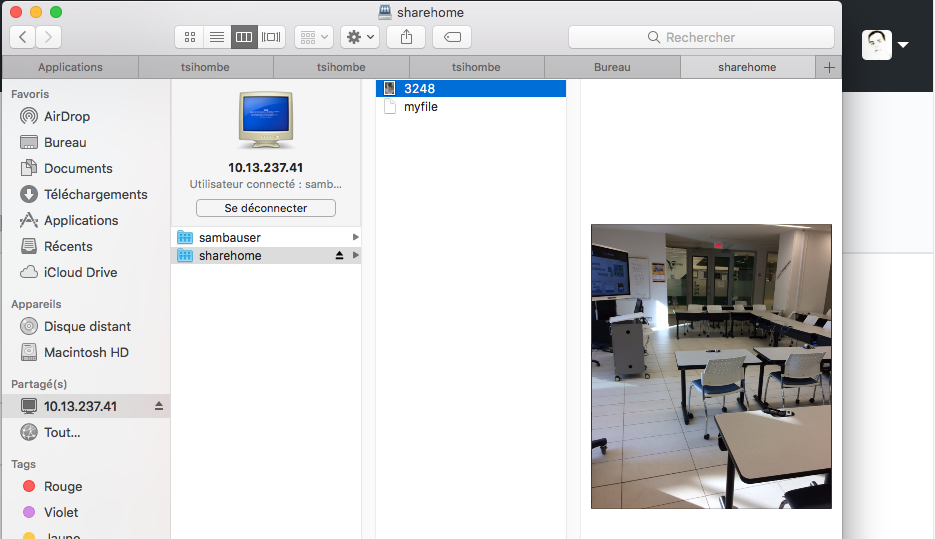 sharehome
Rechercher
Applications
tsihombe
tsihombe
tsihombe
Bureau
sharehome
Favoris
AirDrop
Bureau
Documents
Téléchargements
Applications
Récents
iCloud Drive
Appareils
Disque distant
Macintosh HD
Partagé(s)
10.13.237.41
Tout...
Tags
Rouge
Violet
Jaune
10.13.237.41
Utilisateur connecté : samb...
Se déconnecter
sambauser
sharehome
3248
myfile